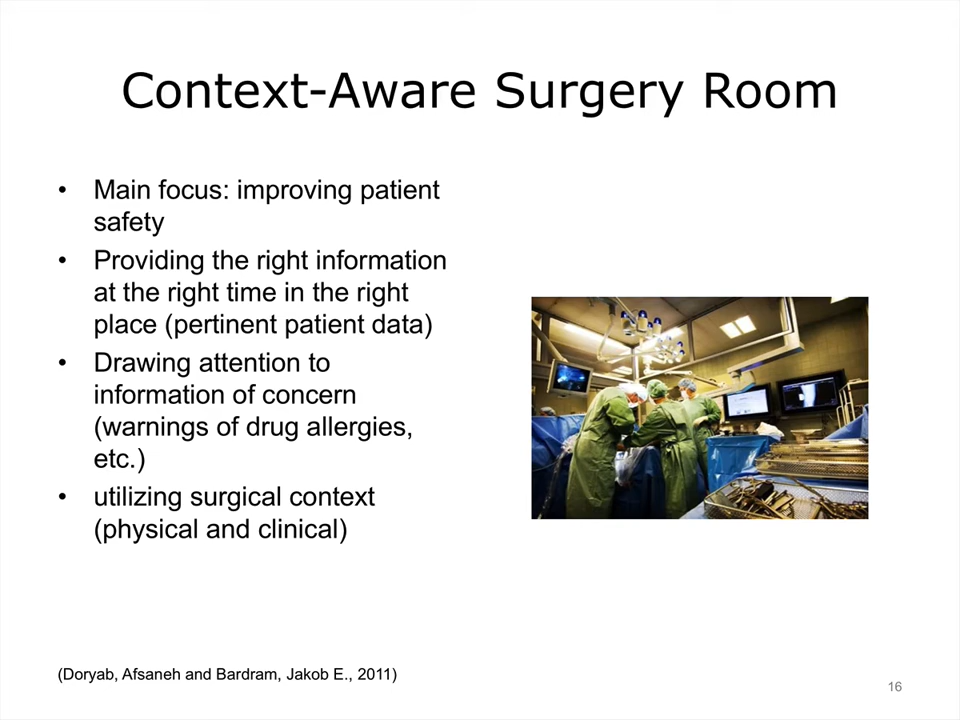 Context-Aware Surgery Room
• Main focus: improving patient
safety
• Providing the right information
at the right time in the right
place (pertinent patient data)
• Drawing attention to
information of concern
(warnings of drug allergies,
etc.)
• utilizing surgical context
(physical and clinical)
(Doryab, Afsaneh and Bardram, Jakob E., 2011)
16